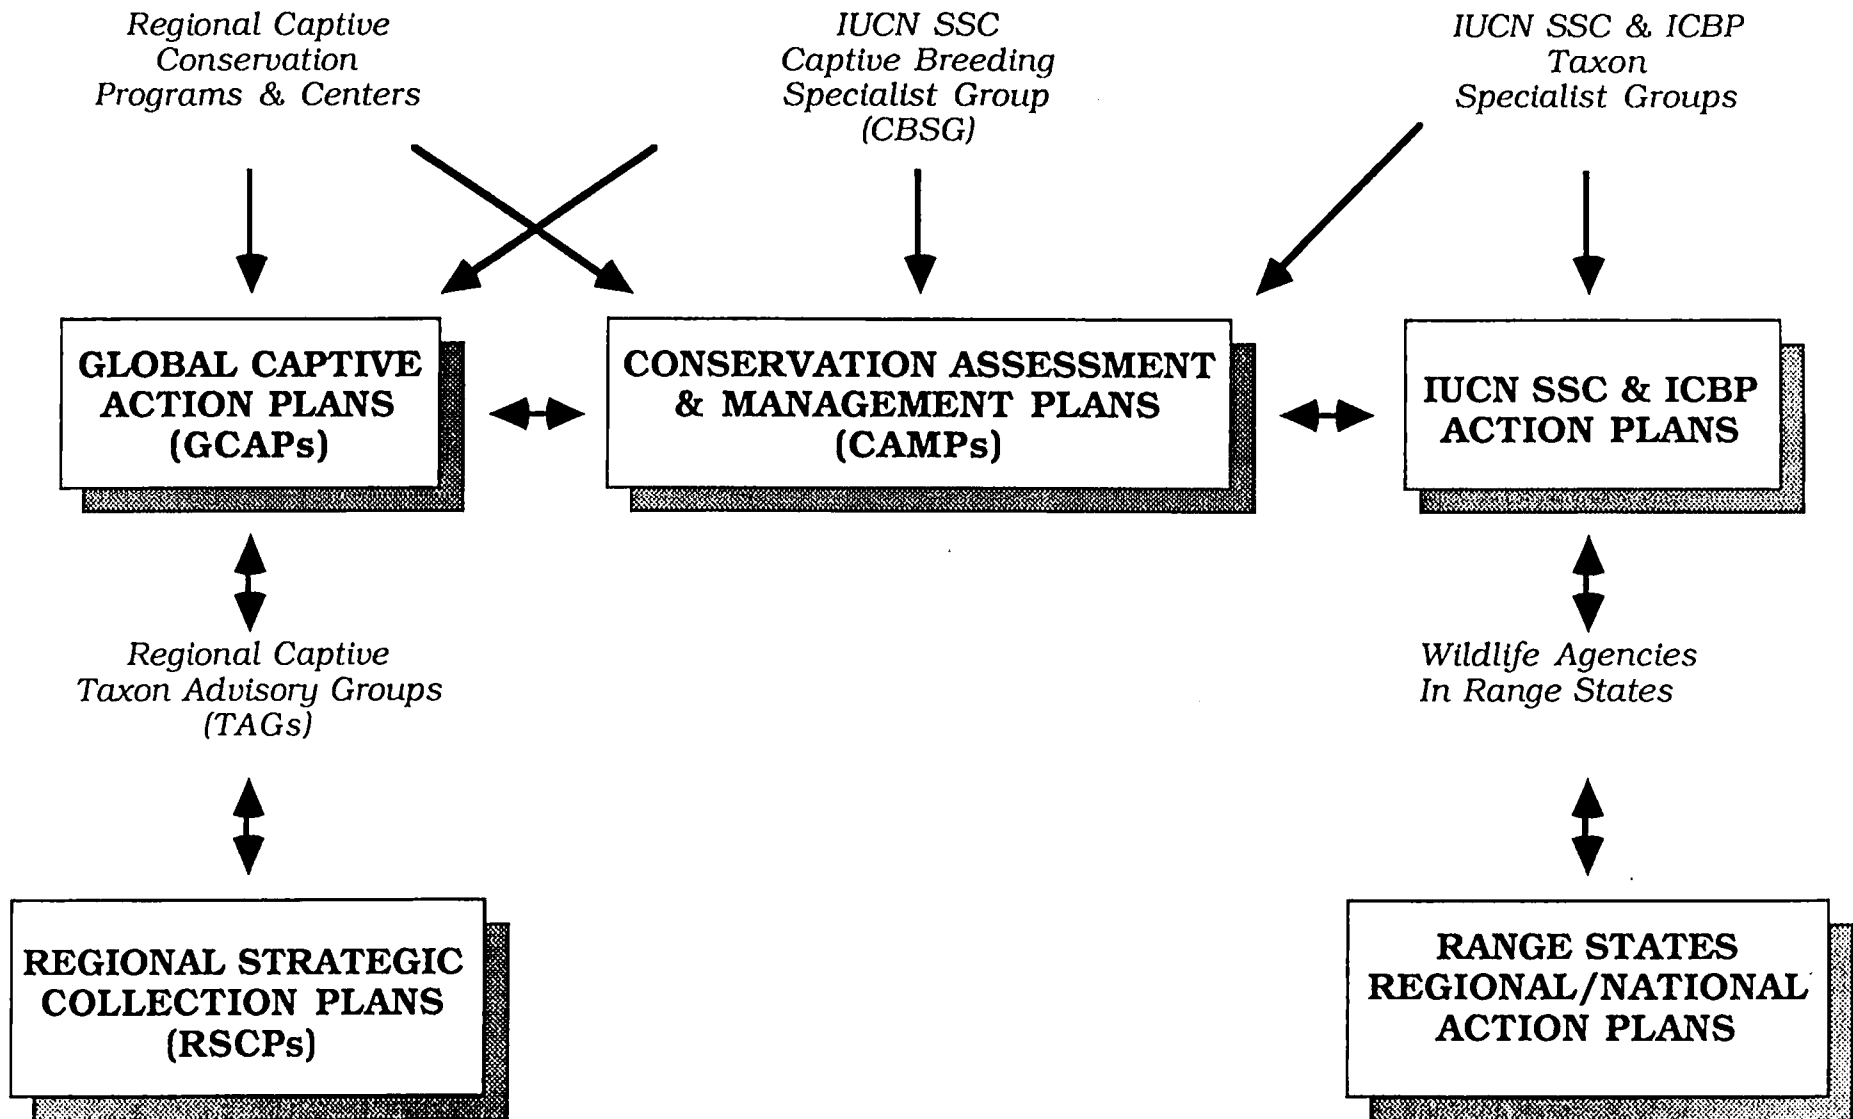 Regional Captive
Conservation
Programs & Centers
IUCN SSC
Captive Breeding
Specialist Group
(CBSG)
IUCN SSC & ICBP
Taxon
Specialist Groups
GLOBAL CAPTIVE
ACTION PLANS
(GCAPs)
CONSERVATION ASSESSMENT
& MANAGEMENT PLANS
(CAMPs)
IUCN SSC & ICBP
ACTION PLANS
Regional Captive
Taxon Advisory Groups
(TAGs)
Wildlife Agencies
In Range States
REGIONAL STRATEGIC
COLLECTION PLANS
(RSCPs)
RANGE STATES
REGIONAL/NATIONAL
ACTION PLANS